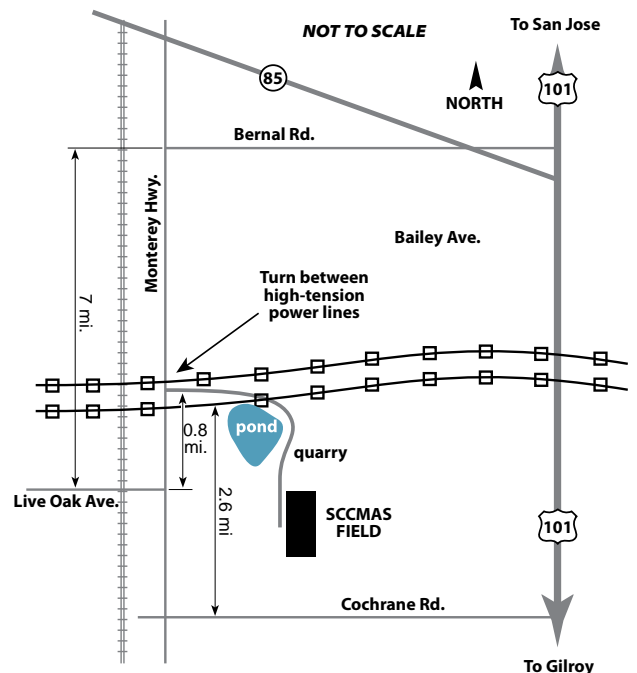 NOT TO SCALE
To San Jose
85
101
NORTH
Bernal Rd.
Monterey Hwy.
Bailey Ave.
Turn between
high-tension
power lines
7 mi.
pond
0.8
mi.
quarry
Live Oak Ave.
2.6 mi
SCCMAS
FIELD
101
Cochrane Rd.
To Gilroy